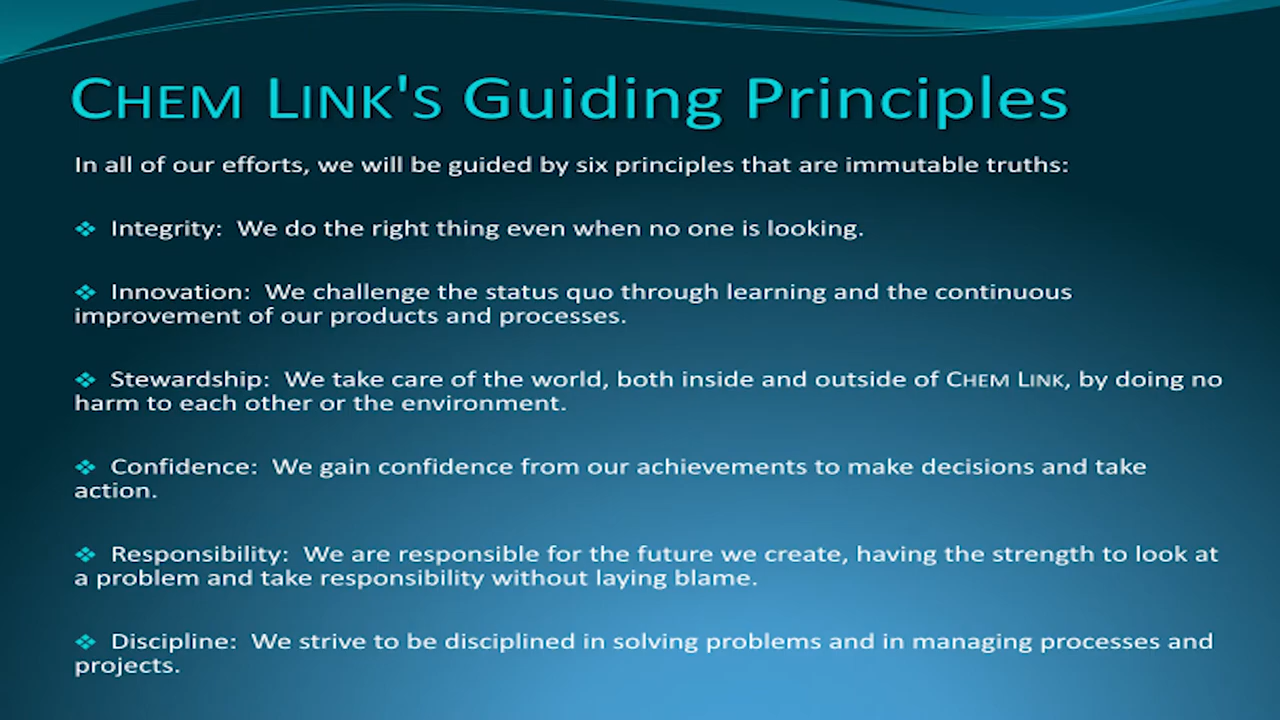 CHEM LINK's Guiding Principles
In all of our efforts, we will be guided by six principles that are immutable truths:
❖ Integrity: We do the right thing even when no one is looking.
❖ Innovation: We challenge the status quo through learning and the continuous
improvement of our products and processes.
❖ Stewardship: We take care of the world, both inside and outside of CHEM LINK, by doing no
harm to each other or the environment.
❖ Confidence: We gain confidence from our achievements to make decisions and take
action.
❖ Responsibility: We are responsible for the future we create, having the strength to look at
a problem and take responsibility without laying blame.
❖ Discipline: We strive to be disciplined in solving problems and in managing processes and
projects.